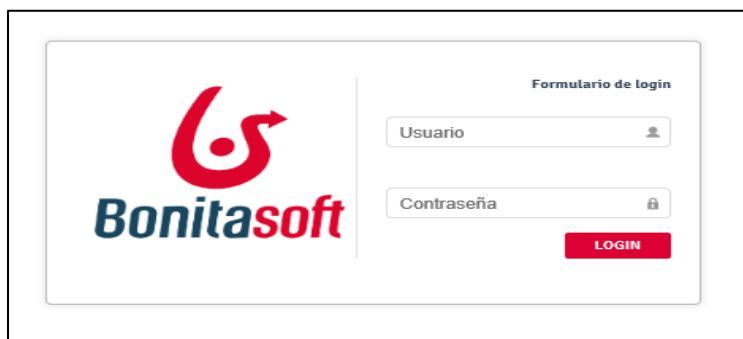 Formulario de login
Usuario
Contraseña
LOGIN
Bonitasoft